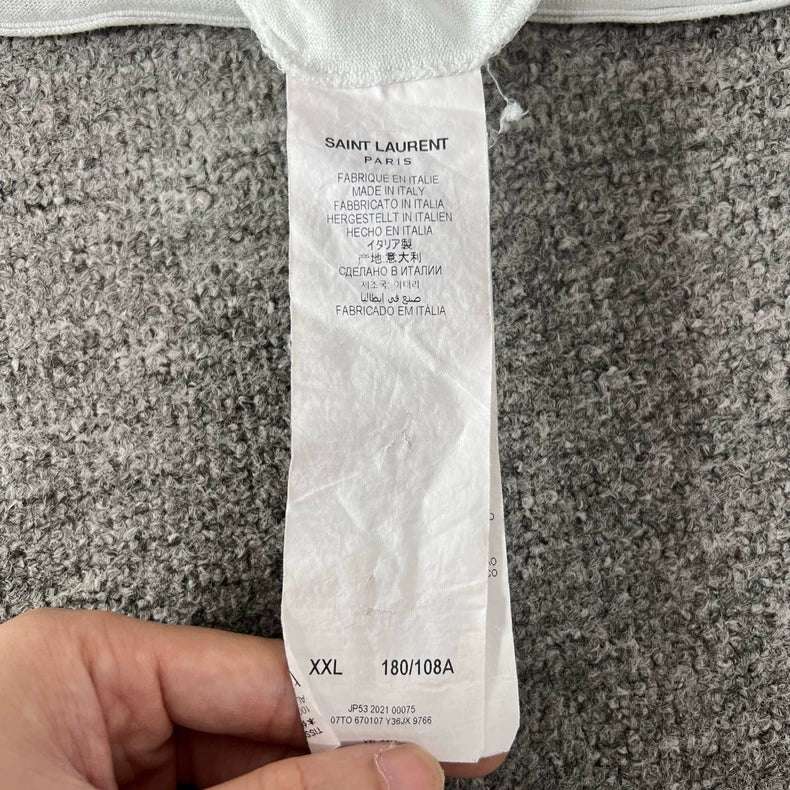 SAINT LAURENT
PARIS
FABRIQUE EN ITALIE
MADE IN ITALY
FABBRICATO IN ITALIA
HERGESTELLT IN ITALIEN
HECHO EN ITALIA
イタリア製
产地 意大利
СДЕЛАНО В ИТАЛИИ
제조국: 이태리
صنع في إيطاليا
FABRICADO EM ITÁLIA
XXL 180/108A
JP53 2021 00075
07TO 670107 Y36JX 9766